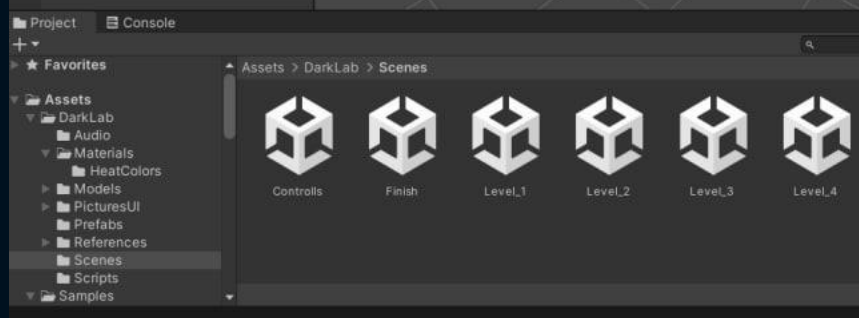 Project
Console
Favorites
Assets > DarkLab > Scenes
Assets
DarkLab
Audio
Materials
HeatColors
Models
PicturesUI
Prefabs
References
Scenes
Scripts
Samples
Controlls
Finish
Level_1
Level_2
Level_3
Level_4